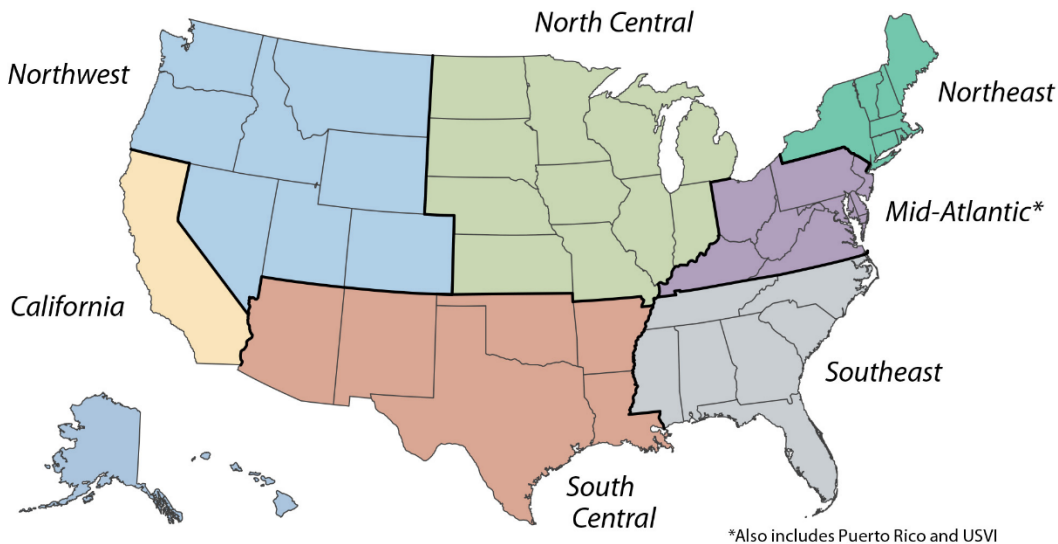 North Central
Northwest
Northeast
Mid-Atlantic*
California
Southeast
South
Central
*Also includes Puerto Rico and USVI